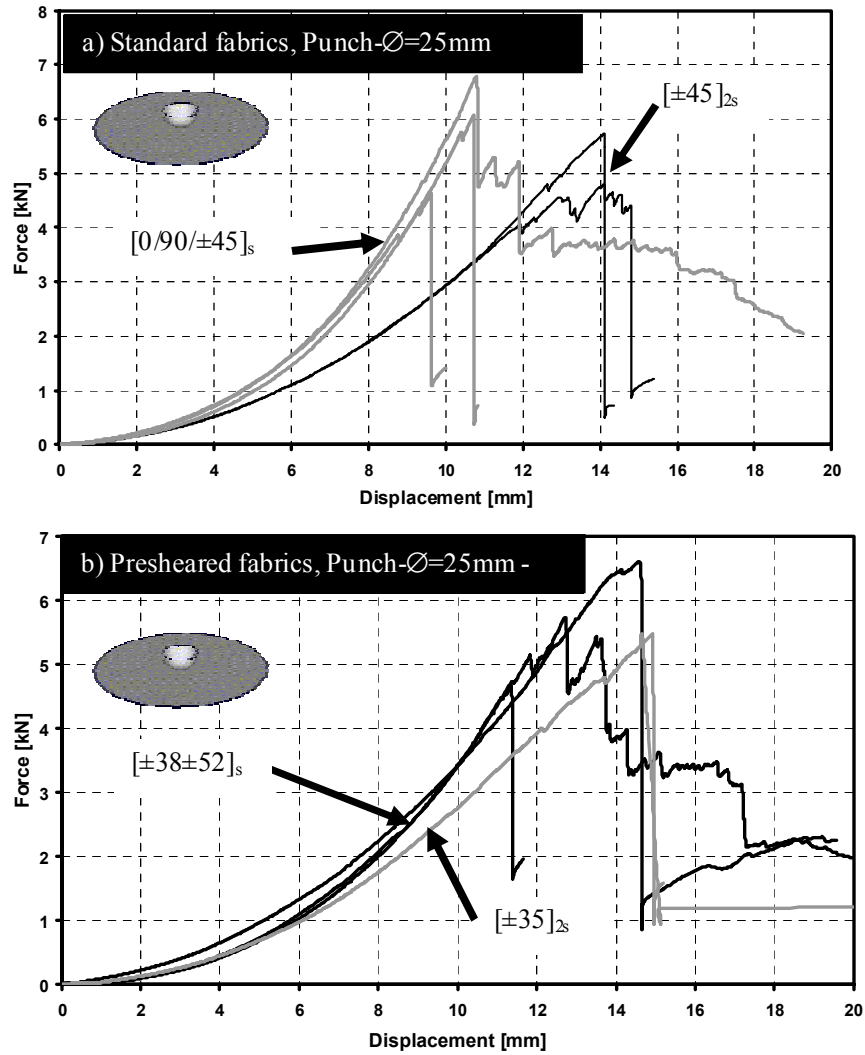 a) Standard fabrics, Punch-Ø=25mm
[±45]2s
[0/90/±45]s
Force [kN]
8
7
6
5
4
3
2
1
0
0 2 4 6 8 10 12 14 16 18 20
Displacement [mm]
b) Presheared fabrics, Punch-Ø=25mm -
[±38±52]s
[±35]2s
Force [kN]
7
6
5
4
3
2
1
0
0 2 4 6 8 10 12 14 16 18 20
Displacement [mm]